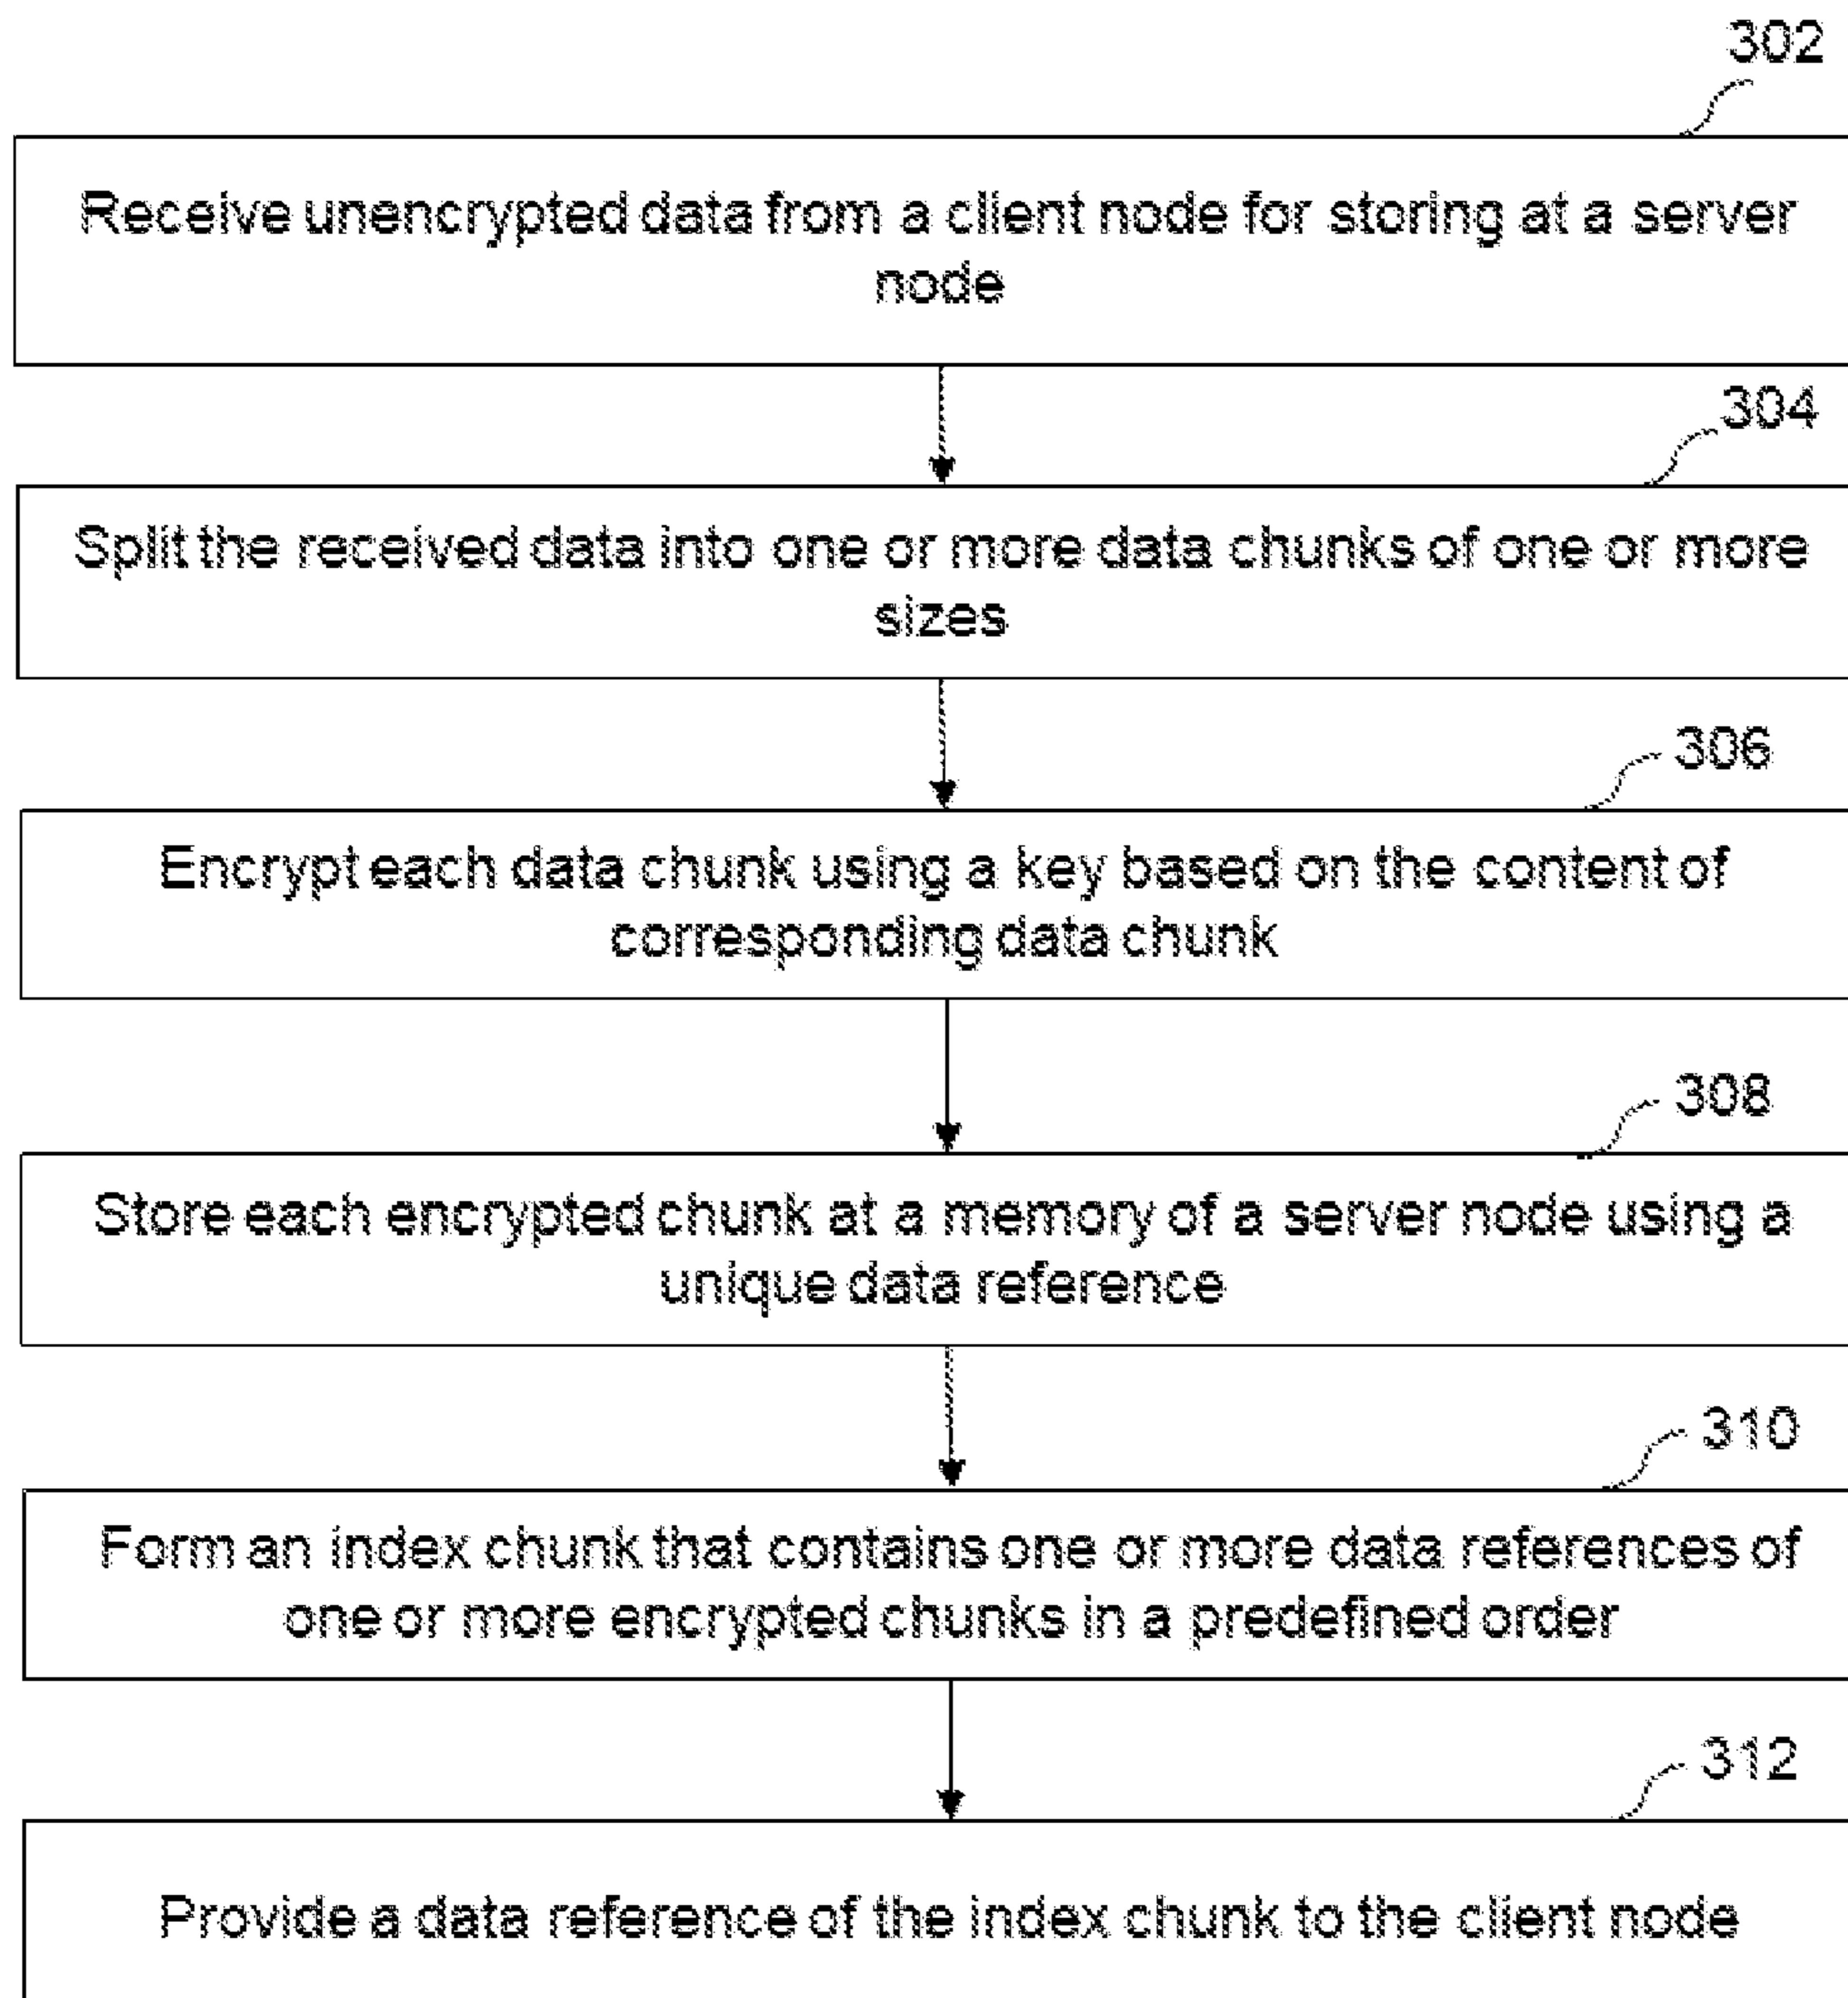 302
Receive unencrypted data from a client node for storing at a server
node
304
Split the received data into one or more data chunks of one or more
sizes
306
Encrypt each data chunk using a key based on the content of
corresponding data chunk
308
Store each encrypted chunk at a memory of a server node using a
unique data reference
310
Form an index chunk that contains one or more data references of
one or more encrypted chunks in a predefined order
312
Provide a data reference of the index chunk to the client node